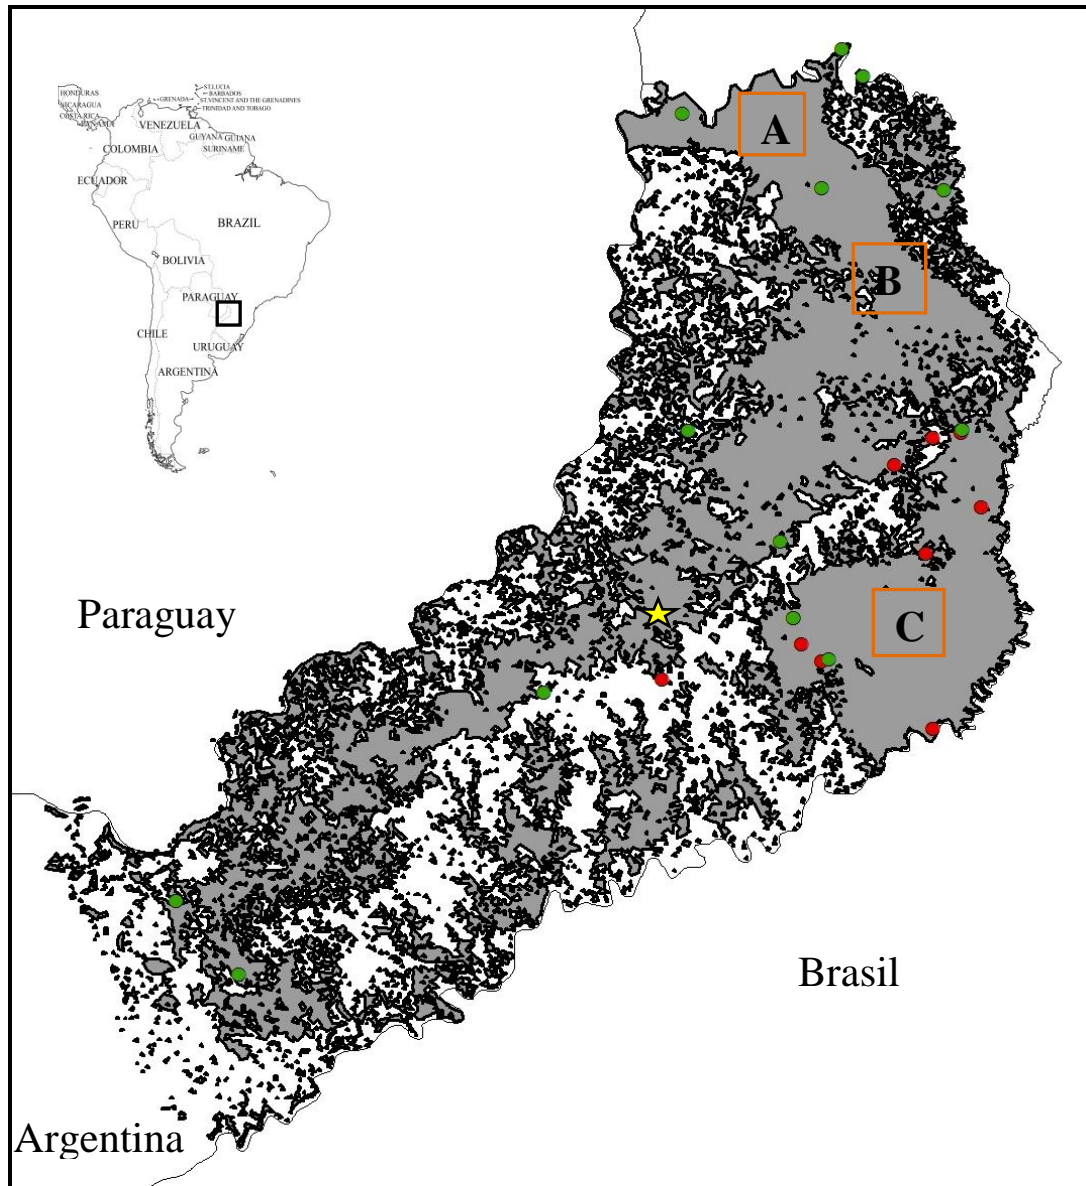 HONDURAS
NICARAGUA
COSTA RICA
PANAMA
GRENADA
ST.LUCIA
BARBADOS
ST.VINCENT AND THE GRENADINES
TRINIDAD AND TOBAGO
VENEZUELA
GUYANA
GUIANA
SURINAME
COLOMBIA
ECUADOR
PERU
BRAZIL
BOLIVIA
PARAGUAY
CHILE
URUGUAY
ARGENTINA
A
B
C
Paraguay
Brasil
Argentina